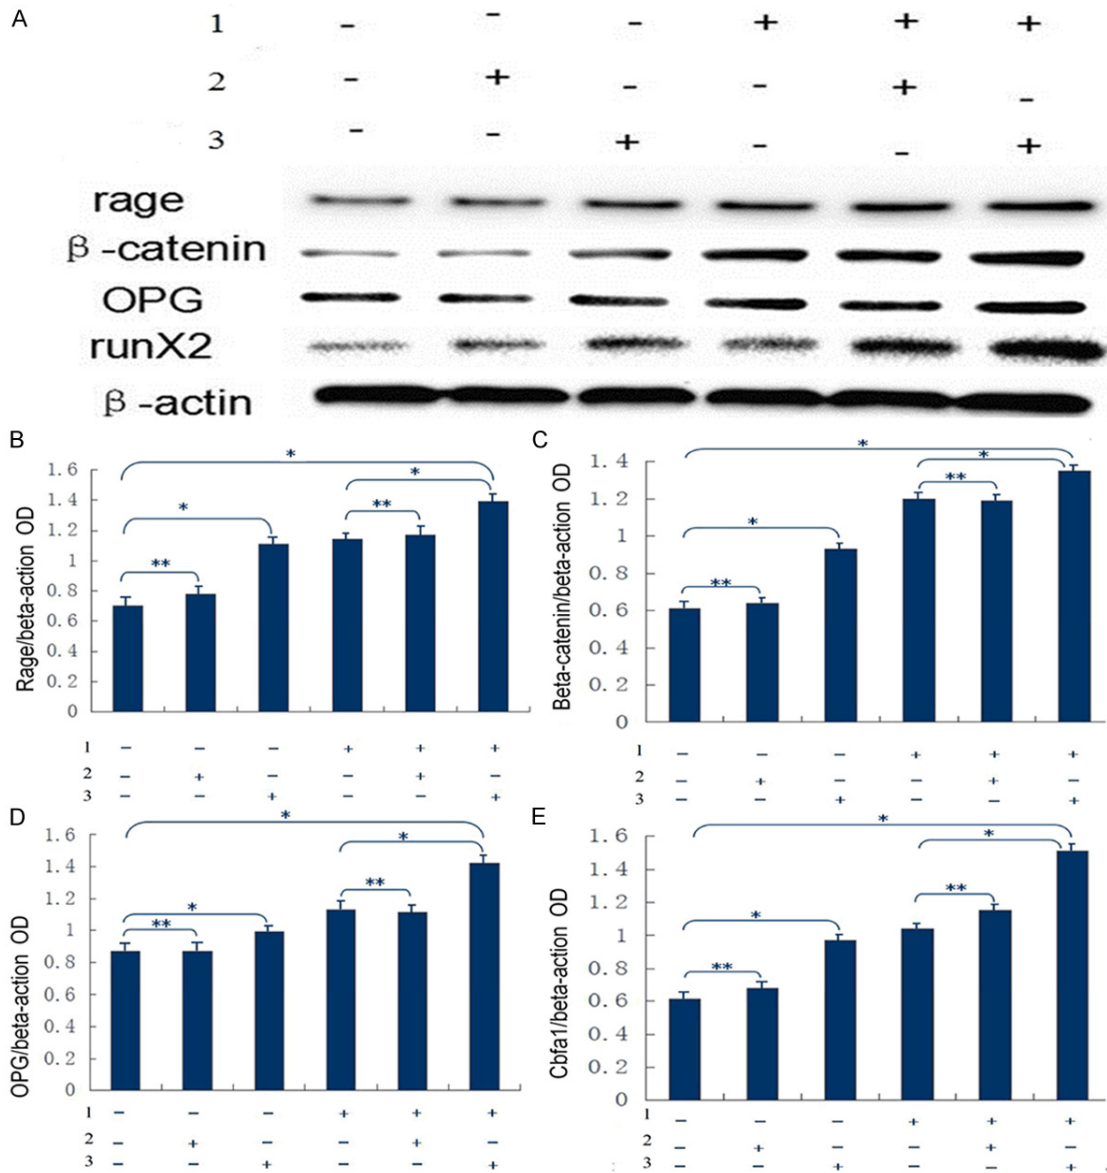 A
1 - - - + + +
2 - + - - + -
3 - - + - - +
rage
β-catenin
OPG
runX2
β-actin
B
Rage/beta-action OD
1.6
1.4
1.2
1
0.8
0.6
0.4
0.2
0
** * * ** *
1 - - - + + +
2 - + - - + -
3 - - + - - +
C
Beta-catenin/beta-action OD
1.4
1.2
1
0.8
0.6
0.4
0.2
0
** * * ** *
1 - - - + + +
2 - + - - + -
3 - - + - - +
D
OPG/beta-action OD
1.6
1.4
1.2
1
0.8
0.6
0.4
0.2
0
** * * ** *
1 - - - + + +
2 - + - - + -
3 - - + - - +
E
Cbfa1/beta-action OD
1.6
1.4
1.2
1
0.8
0.6
0.4
0.2
0
** * * ** *
1 - - - + + +
2 - + - - + -
3 - - + - - +